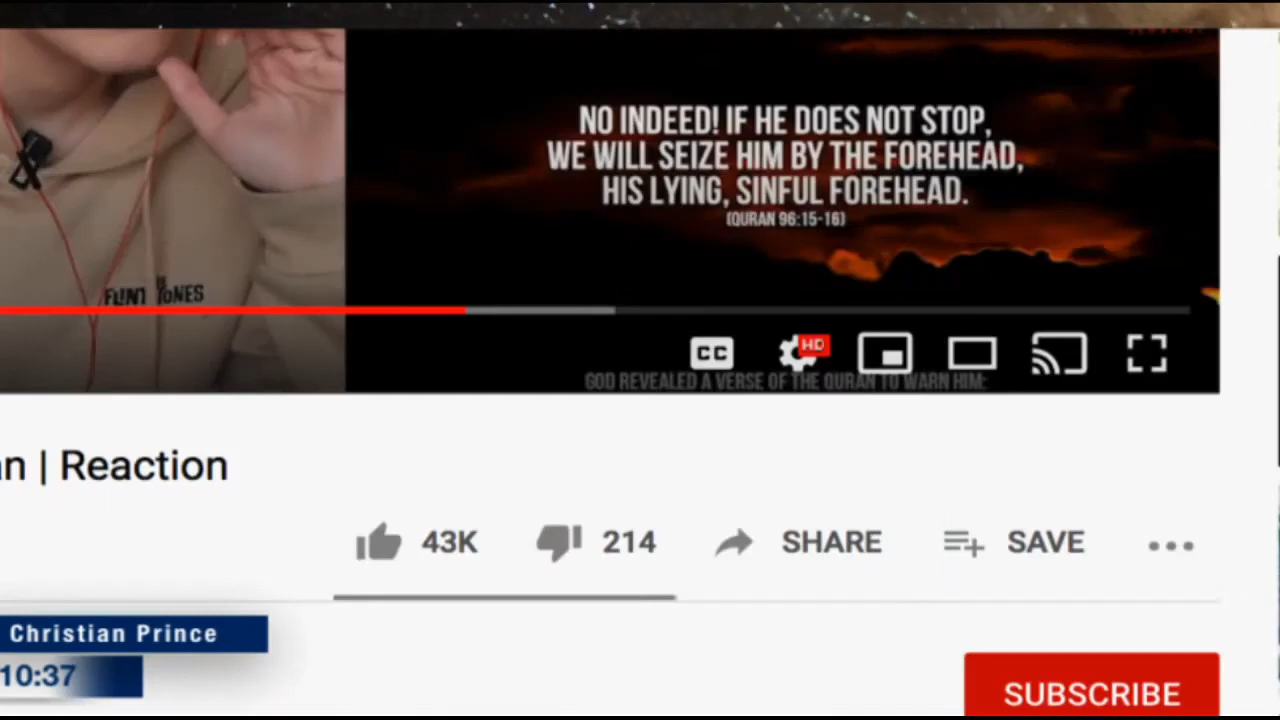 NO INDEED! IF HE DOES NOT STOP,
WE WILL SEIZE HIM BY THE FOREHEAD,
HIS LYING, SINFUL FOREHEAD.
(QURAN 96:15-16)
CC
HD
GOD REVEALED A VERSE OF THE QURAN TO WARN HIM:
an | Reaction
43K
214
SHARE
SAVE
Christian Prince
10:37
SUBSCRIBE